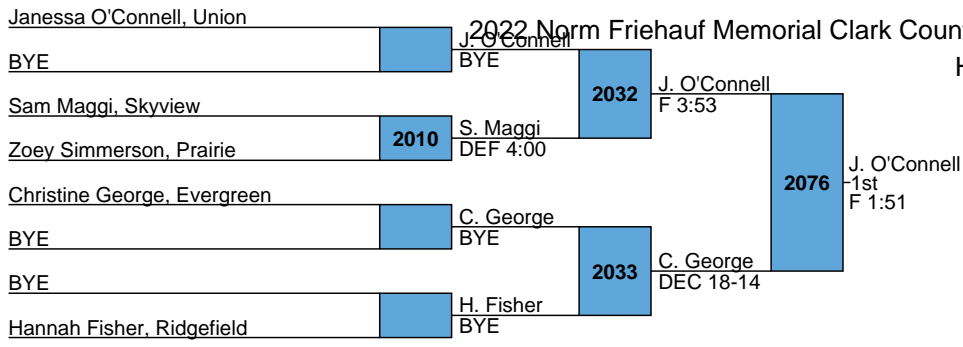 2022 Norm Friehauf Memorial Clark Coun
H
Janessa O'Connell, Union
BYE
J. O'Connell
BYE
Sam Maggi, Skyview
Zoey Simmerson, Prairie
2010
S. Maggi
DEF 4:00
2032
J. O'Connell
F 3:53
Christine George, Evergreen
BYE
C. George
BYE
BYE
Hannah Fisher, Ridgefield
H. Fisher
BYE
2033
C. George
DEC 18-14
2076
J. O'Connell
1st
F 1:51